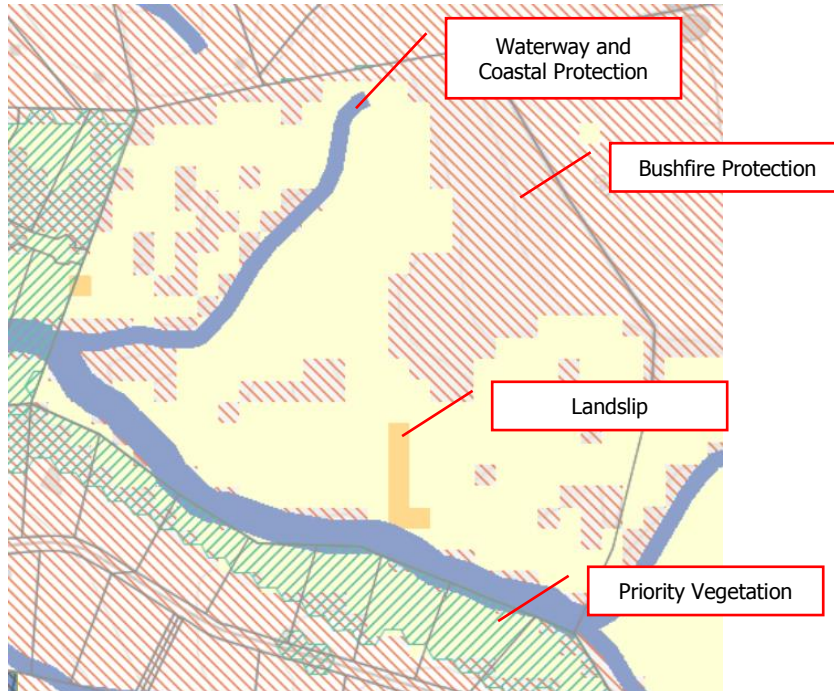 Waterway and
Coastal Protection
Bushfire Protection
Landslip
Priority Vegetation